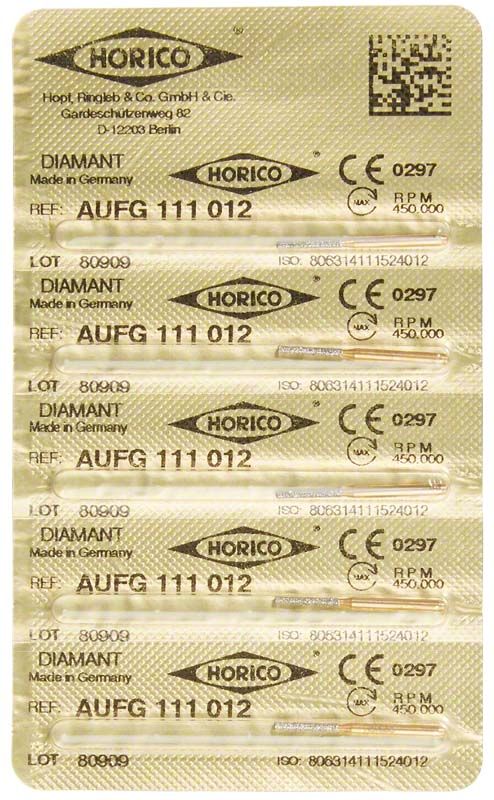 HORICO®
Hopf, Ringleb & Co. GmbH & Cie.
Gardeschützenweg 82
D-12203 Berlin
DIAMANT HORICO® CE 0297
Made in Germany
REF: AUFG 111 012 MAX RPM 450.000
LOT 80909 ISO: 806314111524012
DIAMANT HORICO® CE 0297
Made in Germany
REF: AUFG 111 012 MAX RPM 450.000
LOT 80909 ISO: 806314111524012
DIAMANT HORICO® CE 0297
Made in Germany
REF: AUFG 111 012 MAX RPM 450.000
LOT 80909 ISO: 806314111524012
DIAMANT HORICO® CE 0297
Made in Germany
REF: AUFG 111 012 MAX RPM 450.000
LOT 80909 ISO: 806314111524012
DIAMANT HORICO® CE 0297
Made in Germany
REF: AUFG 111 012 MAX RPM 450.000
LOT 80909 ISO: 806314111524012